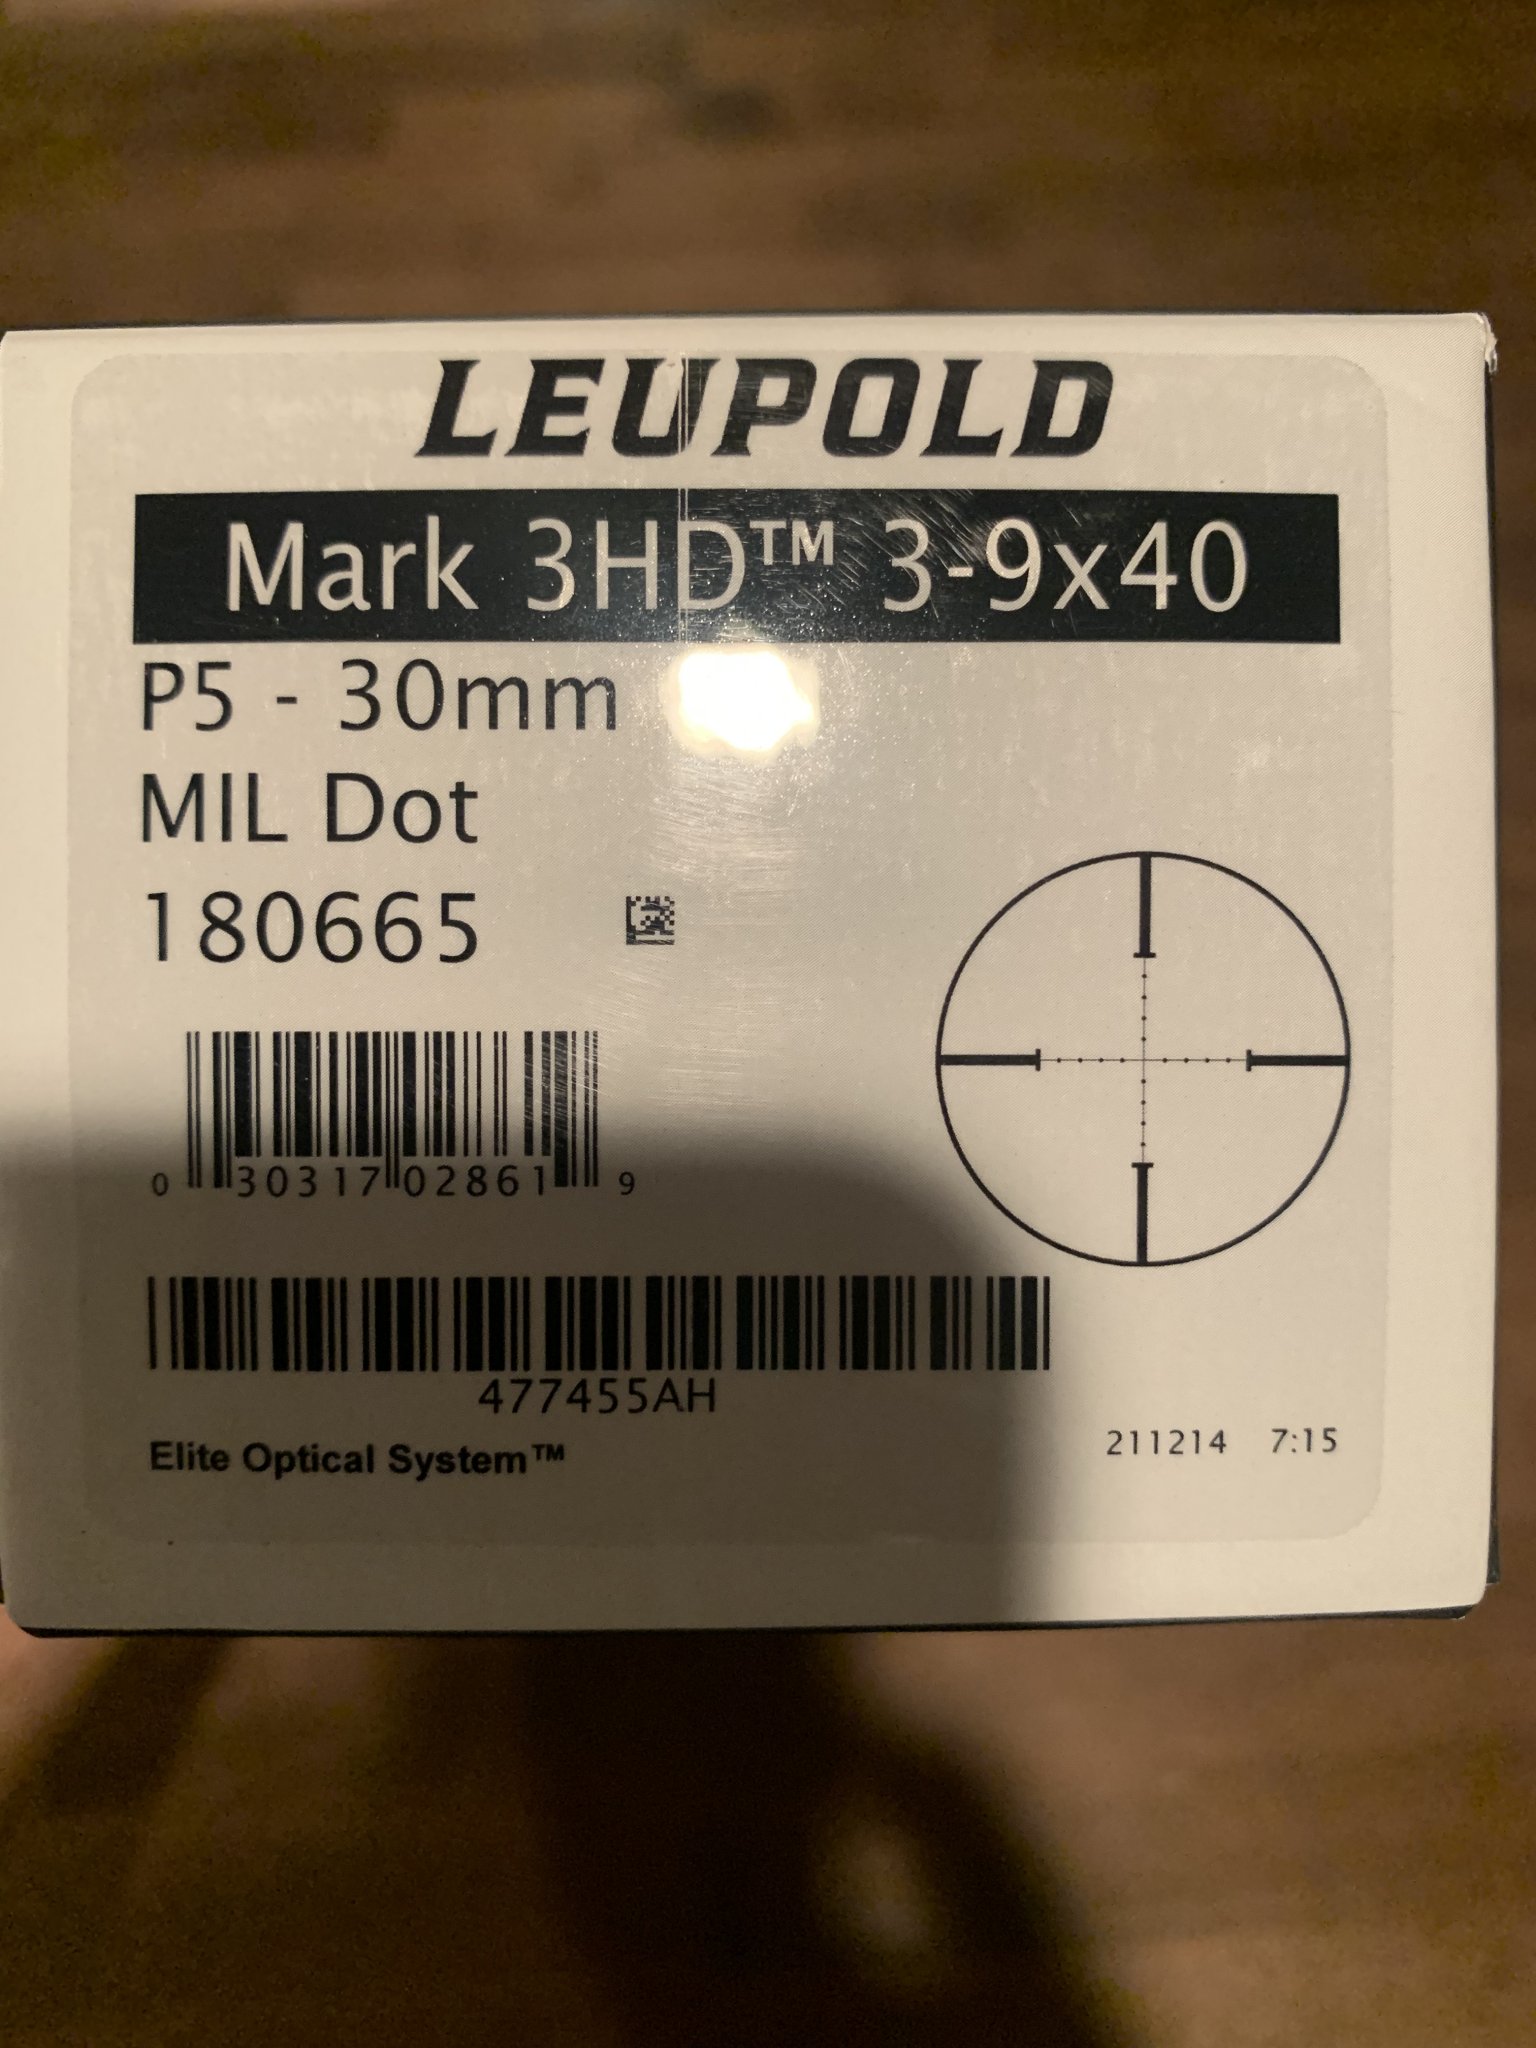 LEUPOLD
Mark 3HD™ 3-9x40
P5 - 30mm
MIL Dot
180665
0 30317 02861 9
477455AH
Elite Optical System™
211214 7:15